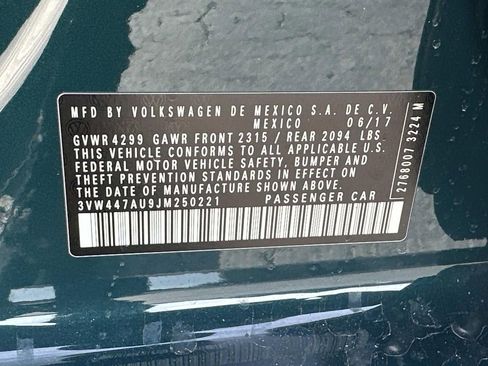 MFD BY VOLKSWAGEN DE MEXICO S.A. DE C.V.
MEXICO 06/17
GVWR 4299 GAWR FRONT 2315 / REAR 2094 LBS
THIS VEHICLE CONFORMS TO ALL APPLICABLE U.S.
FEDERAL MOTOR VEHICLE SAFETY, BUMPER AND
THEFT PREVENTION STANDARDS IN EFFECT ON
THE DATE OF MANUFACTURE SHOWN ABOVE.
3VW447AU9JM250221 PASSENGER CAR
2768007 3224 M